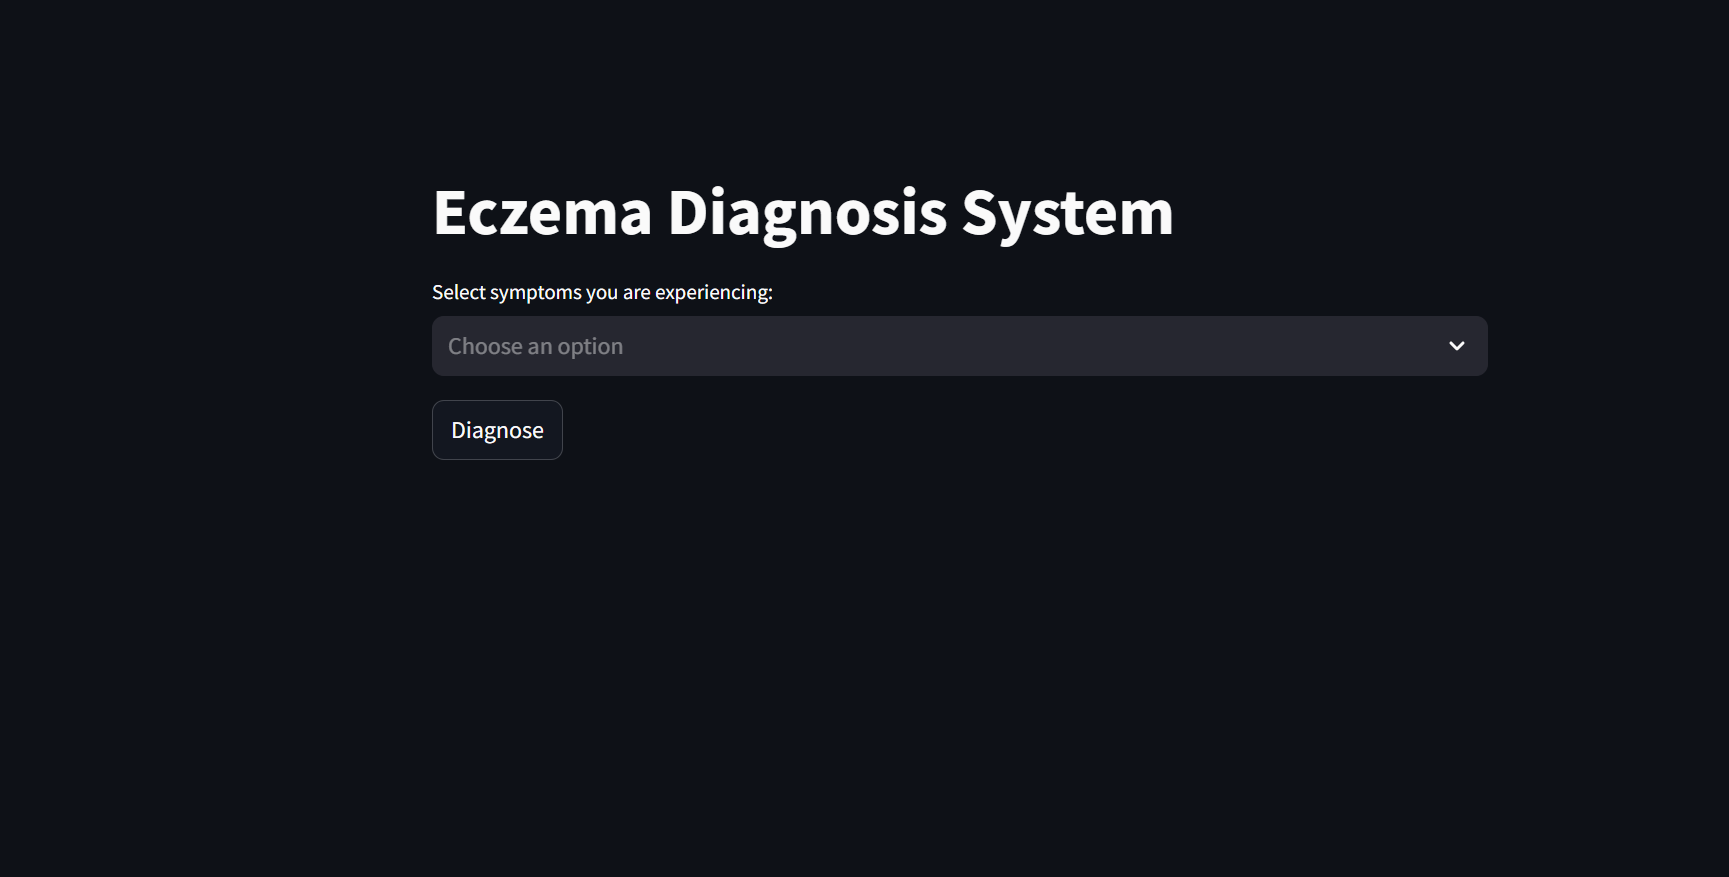 Eczema Diagnosis System
Select symptoms you are experiencing:
Choose an option
Diagnose